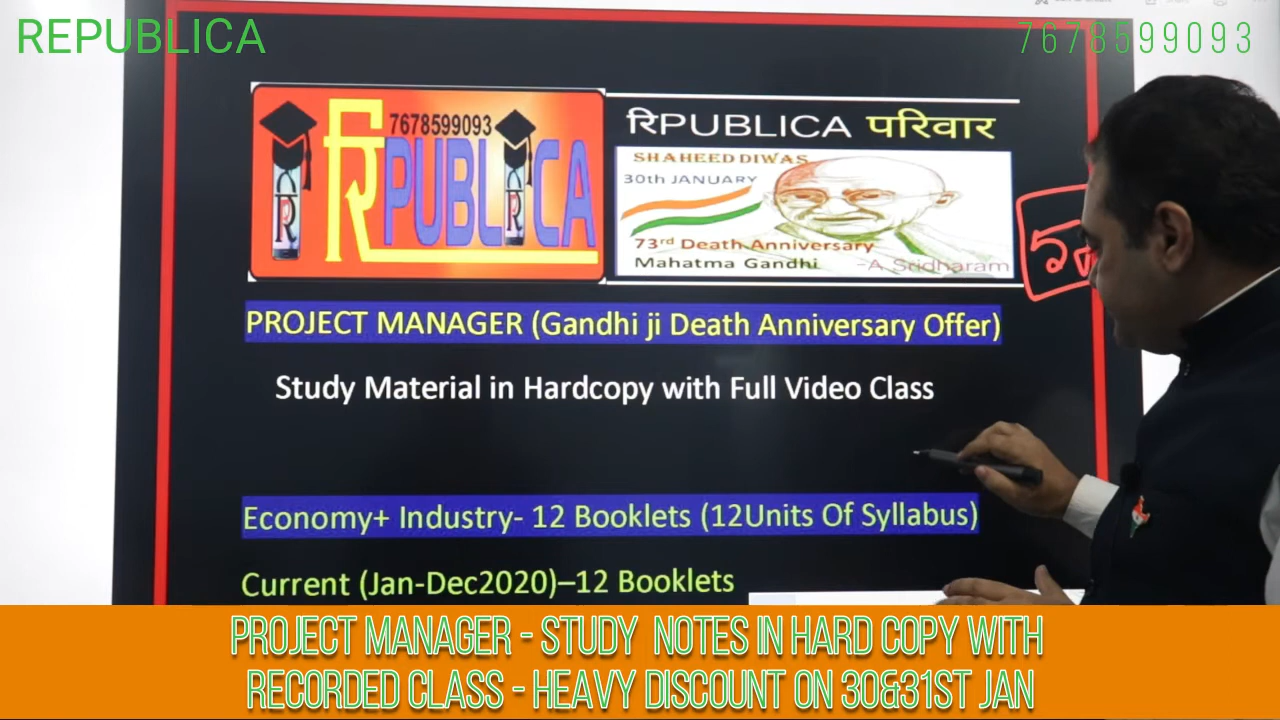 REPUBLICA
7678599093
7678599093
रिPUBLICA
रिPUBLICA परिवार
SHAHEED DIWAS
30th JANUARY
73rd Death Anniversary
Mahatma Gandhi -A Sridharam
PROJECT MANAGER (Gandhi ji Death Anniversary Offer)
Study Material in Hardcopy with Full Video Class
Economy+ Industry- 12 Booklets (12Units Of Syllabus)
Current (Jan-Dec2020)–12 Booklets
PROJECT MANAGER - STUDY NOTES IN HARD COPY WITH
RECORDED CLASS - HEAVY DISCOUNT ON 30&31ST JAN